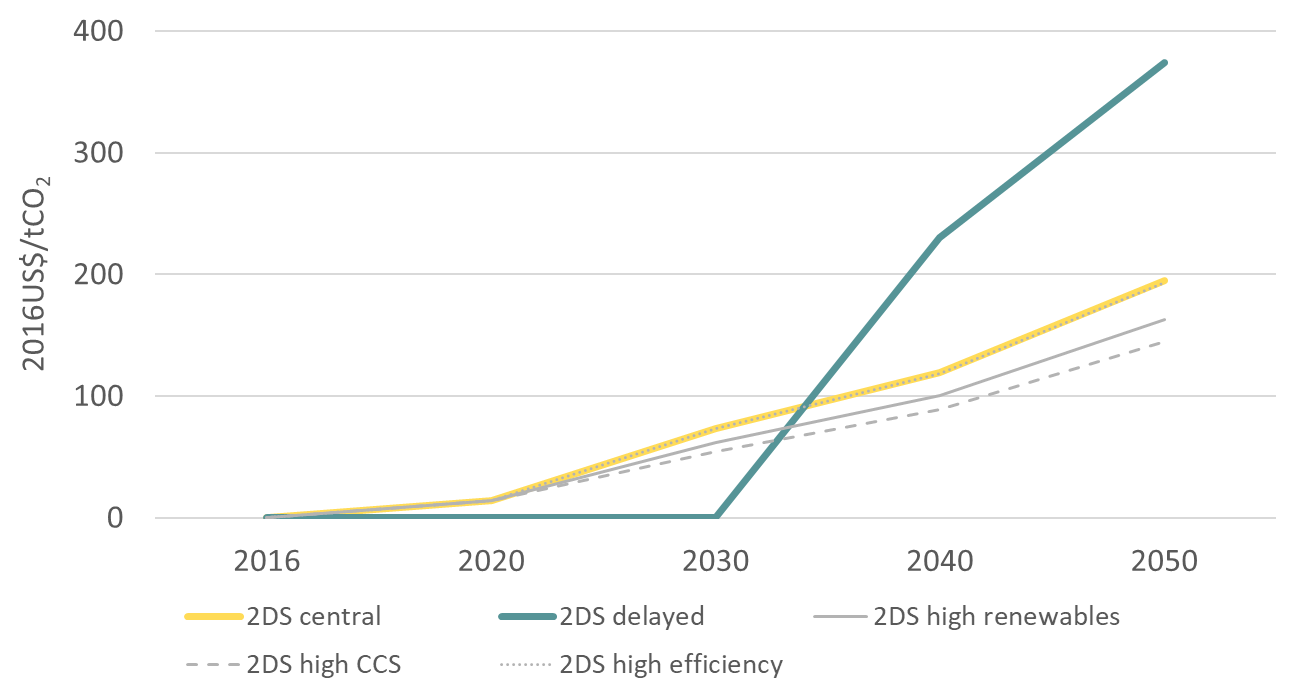 400
300
200
100
0
2016US$/tCO₂
2016 2020 2030 2040 2050
2DS central 2DS delayed 2DS high renewables
2DS high CCS 2DS high efficiency